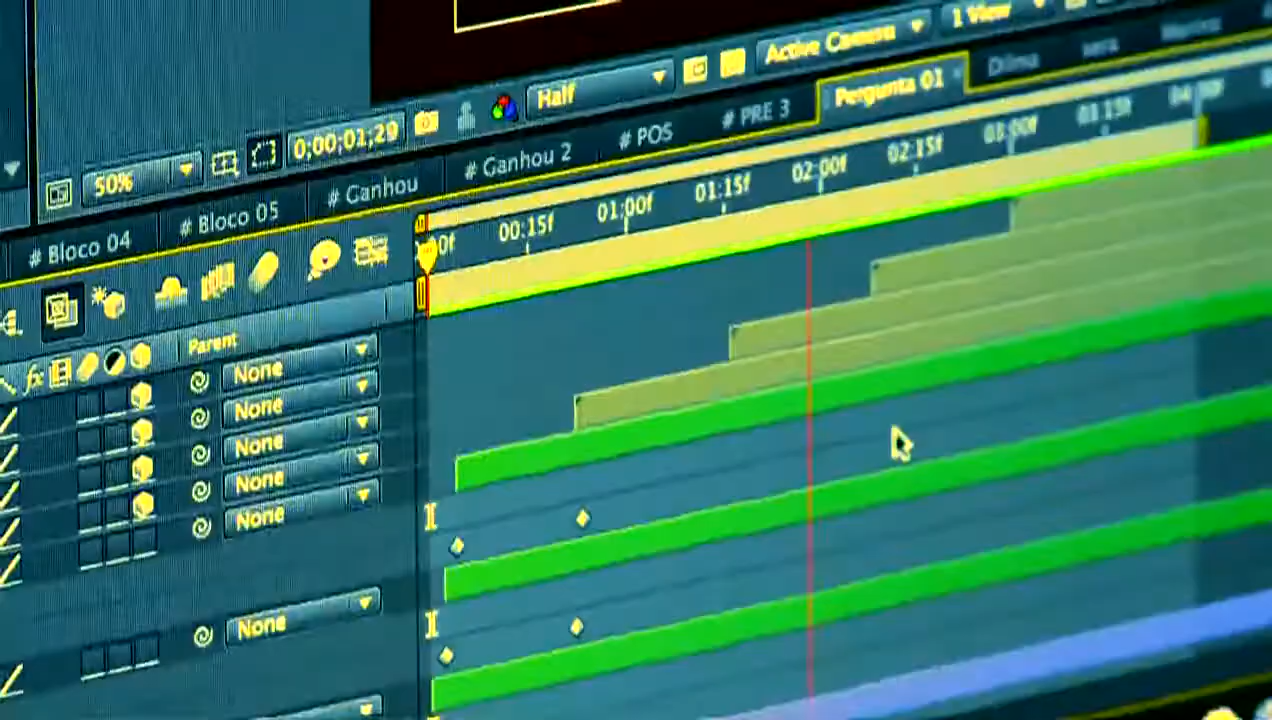 Active Camera
1 View
Half
0;00;01;29
50%
# Bloco 04
# Bloco 05
# Ganhou
# Ganhou 2
# POS
# PRE 3
Pergunta 01
Dilma
00:15f
01:00f
01:15f
02:00f
02:15f
03:00f
03:15f
fx
Parent
None
None
None
None
None
None